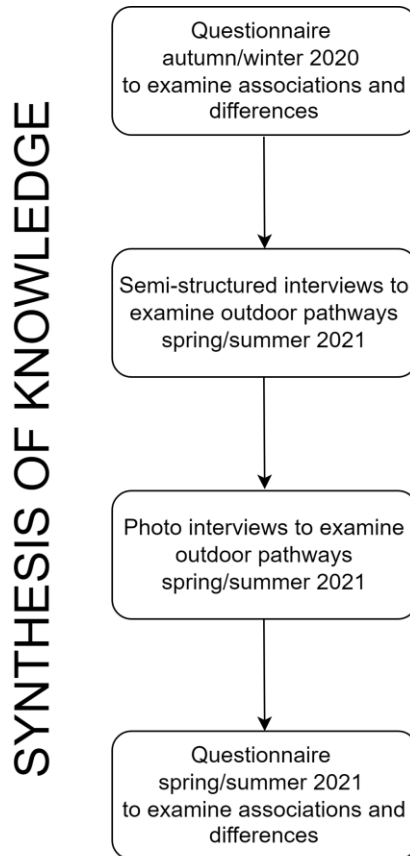 SYNTHESIS OF KNOWLEDGE
Questionnaire
autumn/winter 2020
to examine associations and
differences
Semi-structured interviews to
examine outdoor pathways
spring/summer 2021
Photo interviews to examine
outdoor pathways
spring/summer 2021
Questionnaire
spring/summer 2021
to examine associations and
differences